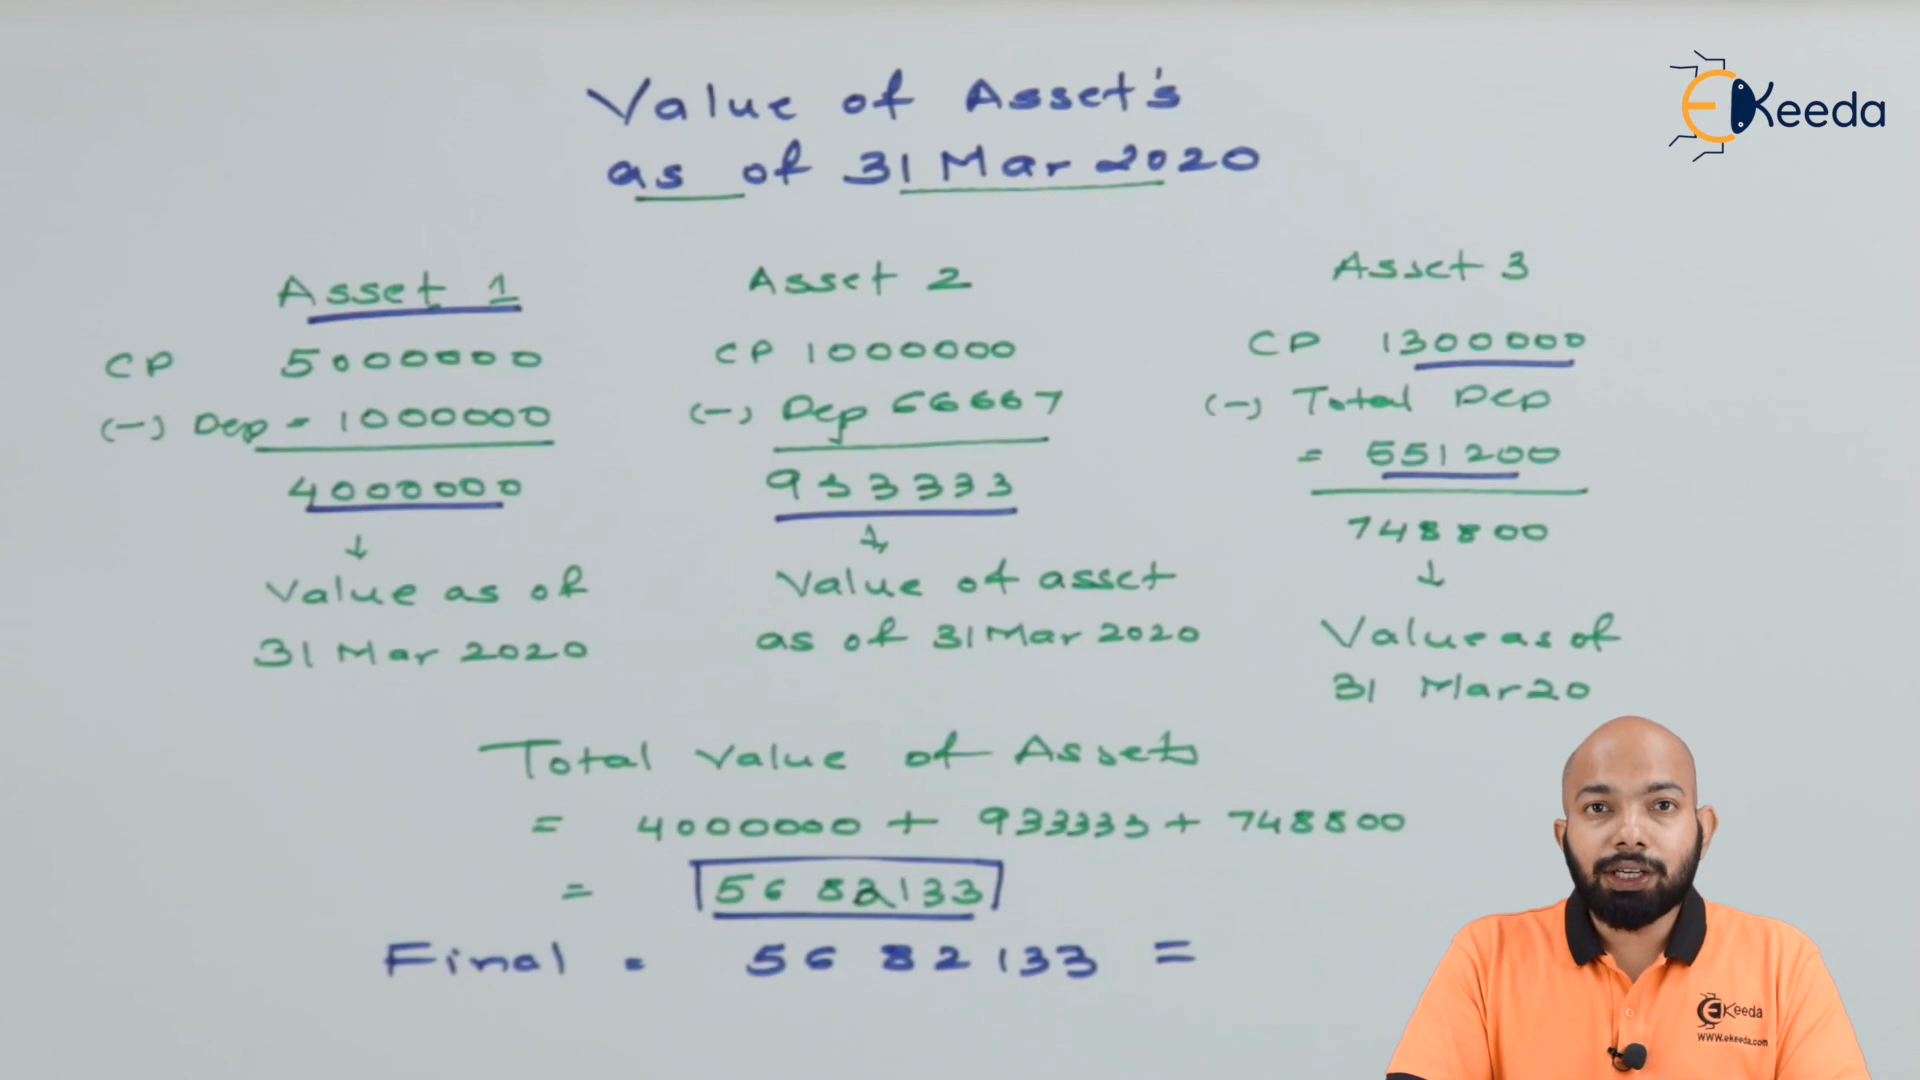 Value of Asset's
as of 31 Mar 2020
EKeeda
Asset 1
CP 5000000
(-) Dep = 1000000
4000000
↓
Value as of
31 Mar 2020
Asset 2
CP 1000000
(-) Dep 66667
933333
↓
Value of asset
as of 31 Mar 2020
Asset 3
CP 1300000
(-) Total Dep
= 551200
748800
↓
Value as of
31 Mar 20
Total Value of Assets
= 4000000 + 933333 + 748800
= 5682133
Final = 5682133 =
EKeeda
www.ekeeda.com